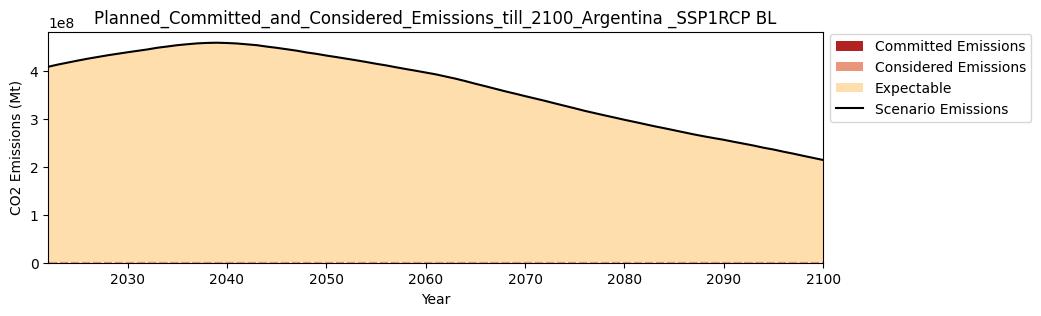 Planned_Committed_and_Considered_Emissions_till_2100_Argentina _SSP1RCP BL
1e8
4
3
2
1
0
CO2 Emissions (Mt)
2030 2040 2050 2060 2070 2080 2090 2100
Year
Committed Emissions
Considered Emissions
Expectable
Scenario Emissions